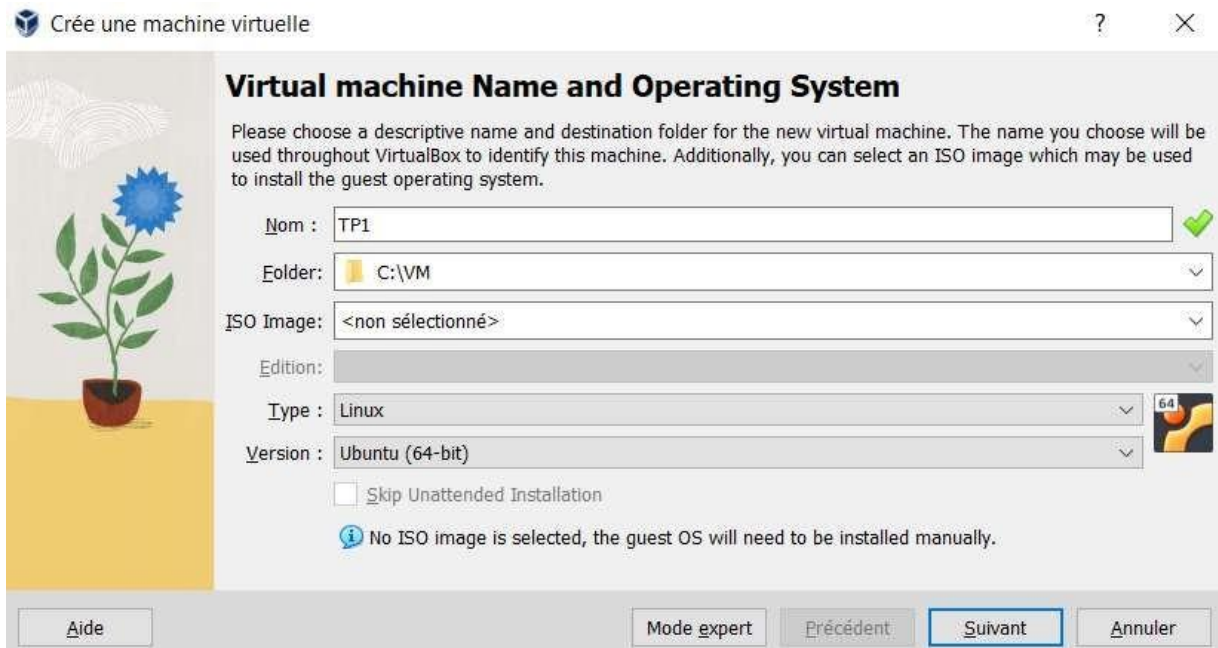 Crée une machine virtuelle
?
Virtual machine Name and Operating System
Please choose a descriptive name and destination folder for the new virtual machine. The name you choose will be
used throughout VirtualBox to identify this machine. Additionally, you can select an ISO image which may be used
to install the guest operating system.
Nom : TP1
Folder: C:\VM
ISO Image: <non sélectionné>
Edition:
Type : Linux
64
Version : Ubuntu (64-bit)
Skip Unattended Installation
No ISO image is selected, the guest OS will need to be installed manually.
Aide Mode expert Précédent Suivant Annuler